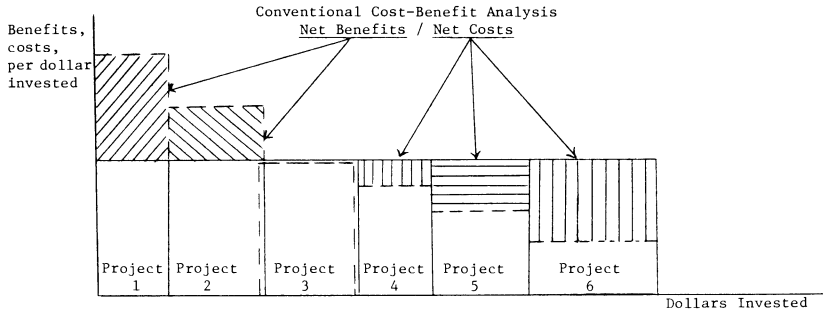 Conventional Cost-Benefit Analysis
Net Benefits / Net Costs
Benefits,
costs,
per dollar
invested
Project
1
Project
2
Project
3
Project
4
Project
5
Project
6
Dollars Invested